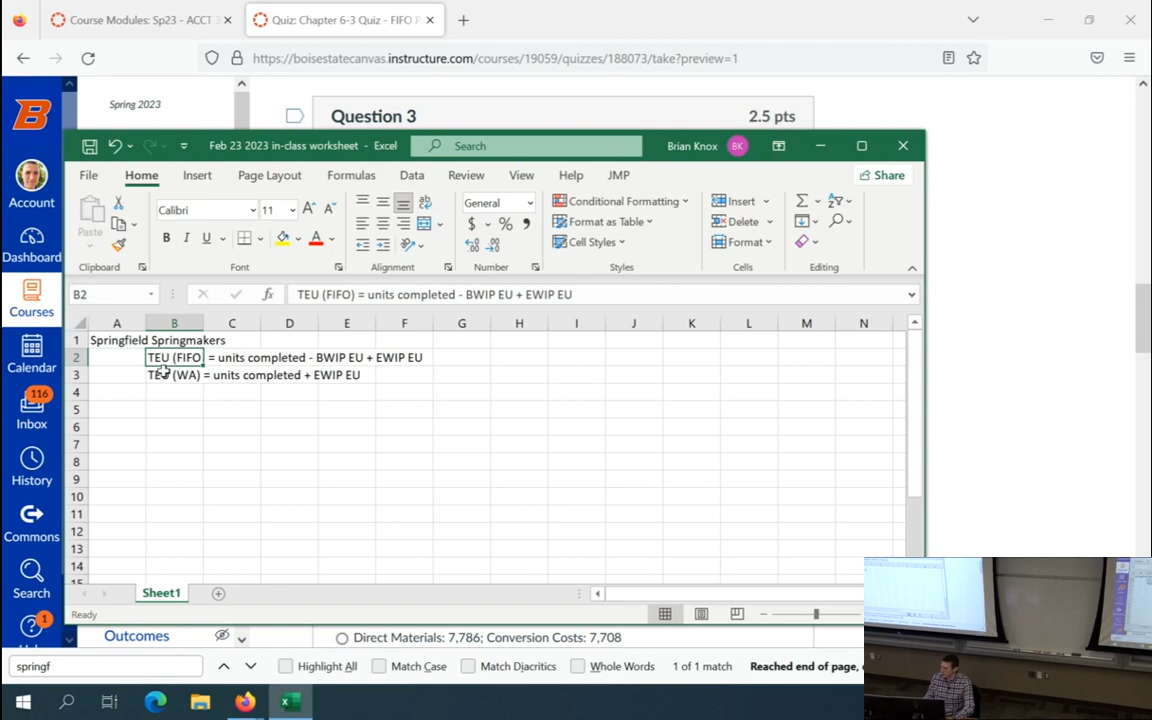 Course Modules: Sp23 - ACCT 3
Quiz: Chapter 6-3 Quiz - FIFO P
https://boisestatecanvas.instructure.com/courses/19059/quizzes/188073/take?preview=1
Spring 2023
Question 3
2.5 pts
Account
Dashboard
Courses
Calendar
116
Inbox
History
Commons
Search
1
Feb 23 2023 in-class worksheet - Excel
Search
Brian Knox
BK
File
Home
Insert
Page Layout
Formulas
Data
Review
View
Help
JMP
Share
Paste
Calibri
11
General
Conditional Formatting
Format as Table
Cell Styles
Insert
Delete
Format
B I U
$ % ,
Clipboard
Font
Alignment
Number
Styles
Cells
Editing
B2
fx
TEU (FIFO) = units completed - BWIP EU + EWIP EU
A B C D E F G H I J K L M N
1 Springfield Springmakers
2 TEU (FIFO = units completed - BWIP EU + EWIP EU
3 TEU (WA) = units completed + EWIP EU
4
5
6
7
8
9
10
11
12
13
14
15
Sheet1
Ready
Outcomes
Direct Materials: 7,786; Conversion Costs: 7,708
springf
Highlight All
Match Case
Match Diacritics
Whole Words
1 of 1 match
Reached end of page,